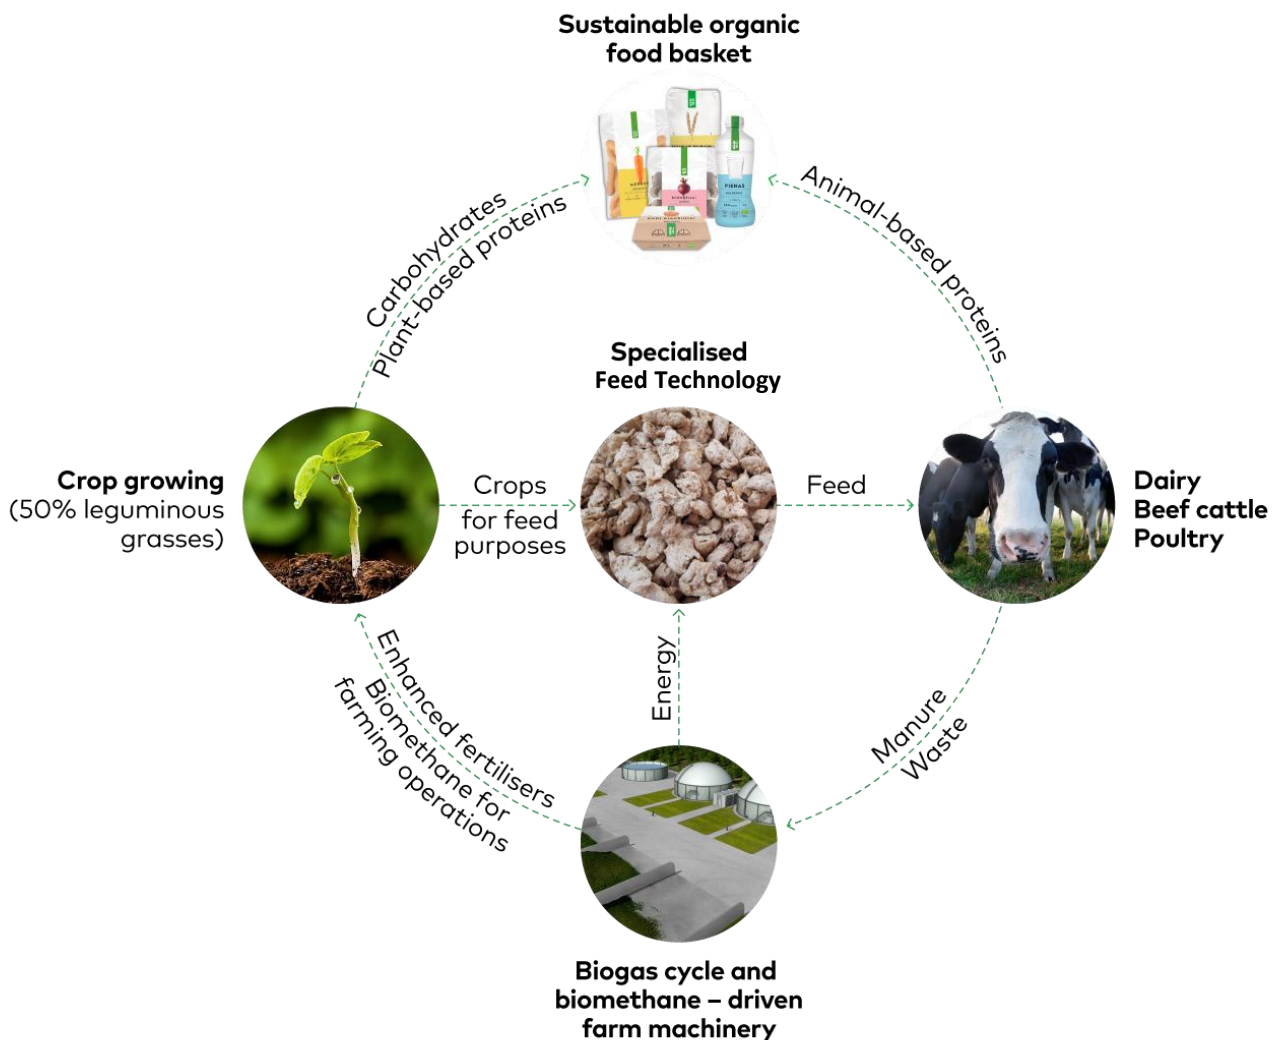 Sustainable organic
food basket
PIENAS
Carbohydrates
Plant-based proteins
Animal-based proteins
Specialised
Feed Technology
Crop growing
(50% leguminous
grasses)
Crops
for feed
purposes
Feed
Dairy
Beef cattle
Poultry
Enhanced fertilisers
Biomethane for
farming operations
Energy
Manure
Waste
Biogas cycle and
biomethane – driven
farm machinery